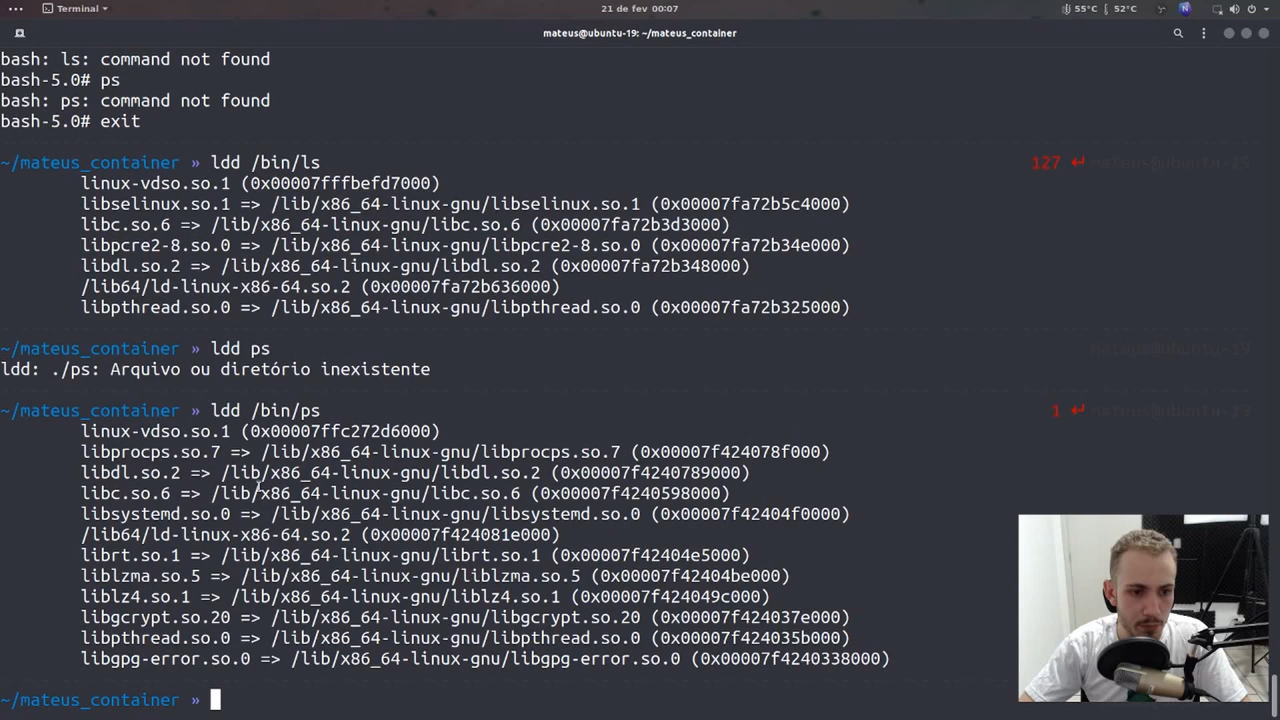 Terminal
21 de fev 00:07
55°C 52°C
mateus@ubuntu-19: ~/mateus_container
bash: ls: command not found
bash-5.0# ps
bash: ps: command not found
bash-5.0# exit
~/mateus_container » ldd /bin/ls 127 ↵ mateus@ubuntu-19
linux-vdso.so.1 (0x00007fffbefd7000)
libselinux.so.1 => /lib/x86_64-linux-gnu/libselinux.so.1 (0x00007fa72b5c4000)
libc.so.6 => /lib/x86_64-linux-gnu/libc.so.6 (0x00007fa72b3d3000)
libpcre2-8.so.0 => /lib/x86_64-linux-gnu/libpcre2-8.so.0 (0x00007fa72b34e000)
libdl.so.2 => /lib/x86_64-linux-gnu/libdl.so.2 (0x00007fa72b348000)
/lib64/ld-linux-x86-64.so.2 (0x00007fa72b636000)
libpthread.so.0 => /lib/x86_64-linux-gnu/libpthread.so.0 (0x00007fa72b325000)
~/mateus_container » ldd ps mateus@ubuntu-19
ldd: ./ps: Arquivo ou diretório inexistente
~/mateus_container » ldd /bin/ps 1 ↵ mateus@ubuntu-19
linux-vdso.so.1 (0x00007ffc272d6000)
libprocps.so.7 => /lib/x86_64-linux-gnu/libprocps.so.7 (0x00007f424078f000)
libdl.so.2 => /lib/x86_64-linux-gnu/libdl.so.2 (0x00007f4240789000)
libc.so.6 => /lib/x86_64-linux-gnu/libc.so.6 (0x00007f4240598000)
libsystemd.so.0 => /lib/x86_64-linux-gnu/libsystemd.so.0 (0x00007f42404f0000)
/lib64/ld-linux-x86-64.so.2 (0x00007f424081e000)
librt.so.1 => /lib/x86_64-linux-gnu/librt.so.1 (0x00007f42404e5000)
liblzma.so.5 => /lib/x86_64-linux-gnu/liblzma.so.5 (0x00007f42404be000)
liblz4.so.1 => /lib/x86_64-linux-gnu/liblz4.so.1 (0x00007f424049c000)
libgcrypt.so.20 => /lib/x86_64-linux-gnu/libgcrypt.so.20 (0x00007f424037e000)
libpthread.so.0 => /lib/x86_64-linux-gnu/libpthread.so.0 (0x00007f424035b000)
libgpg-error.so.0 => /lib/x86_64-linux-gnu/libgpg-error.so.0 (0x00007f4240338000)
~/mateus_container »